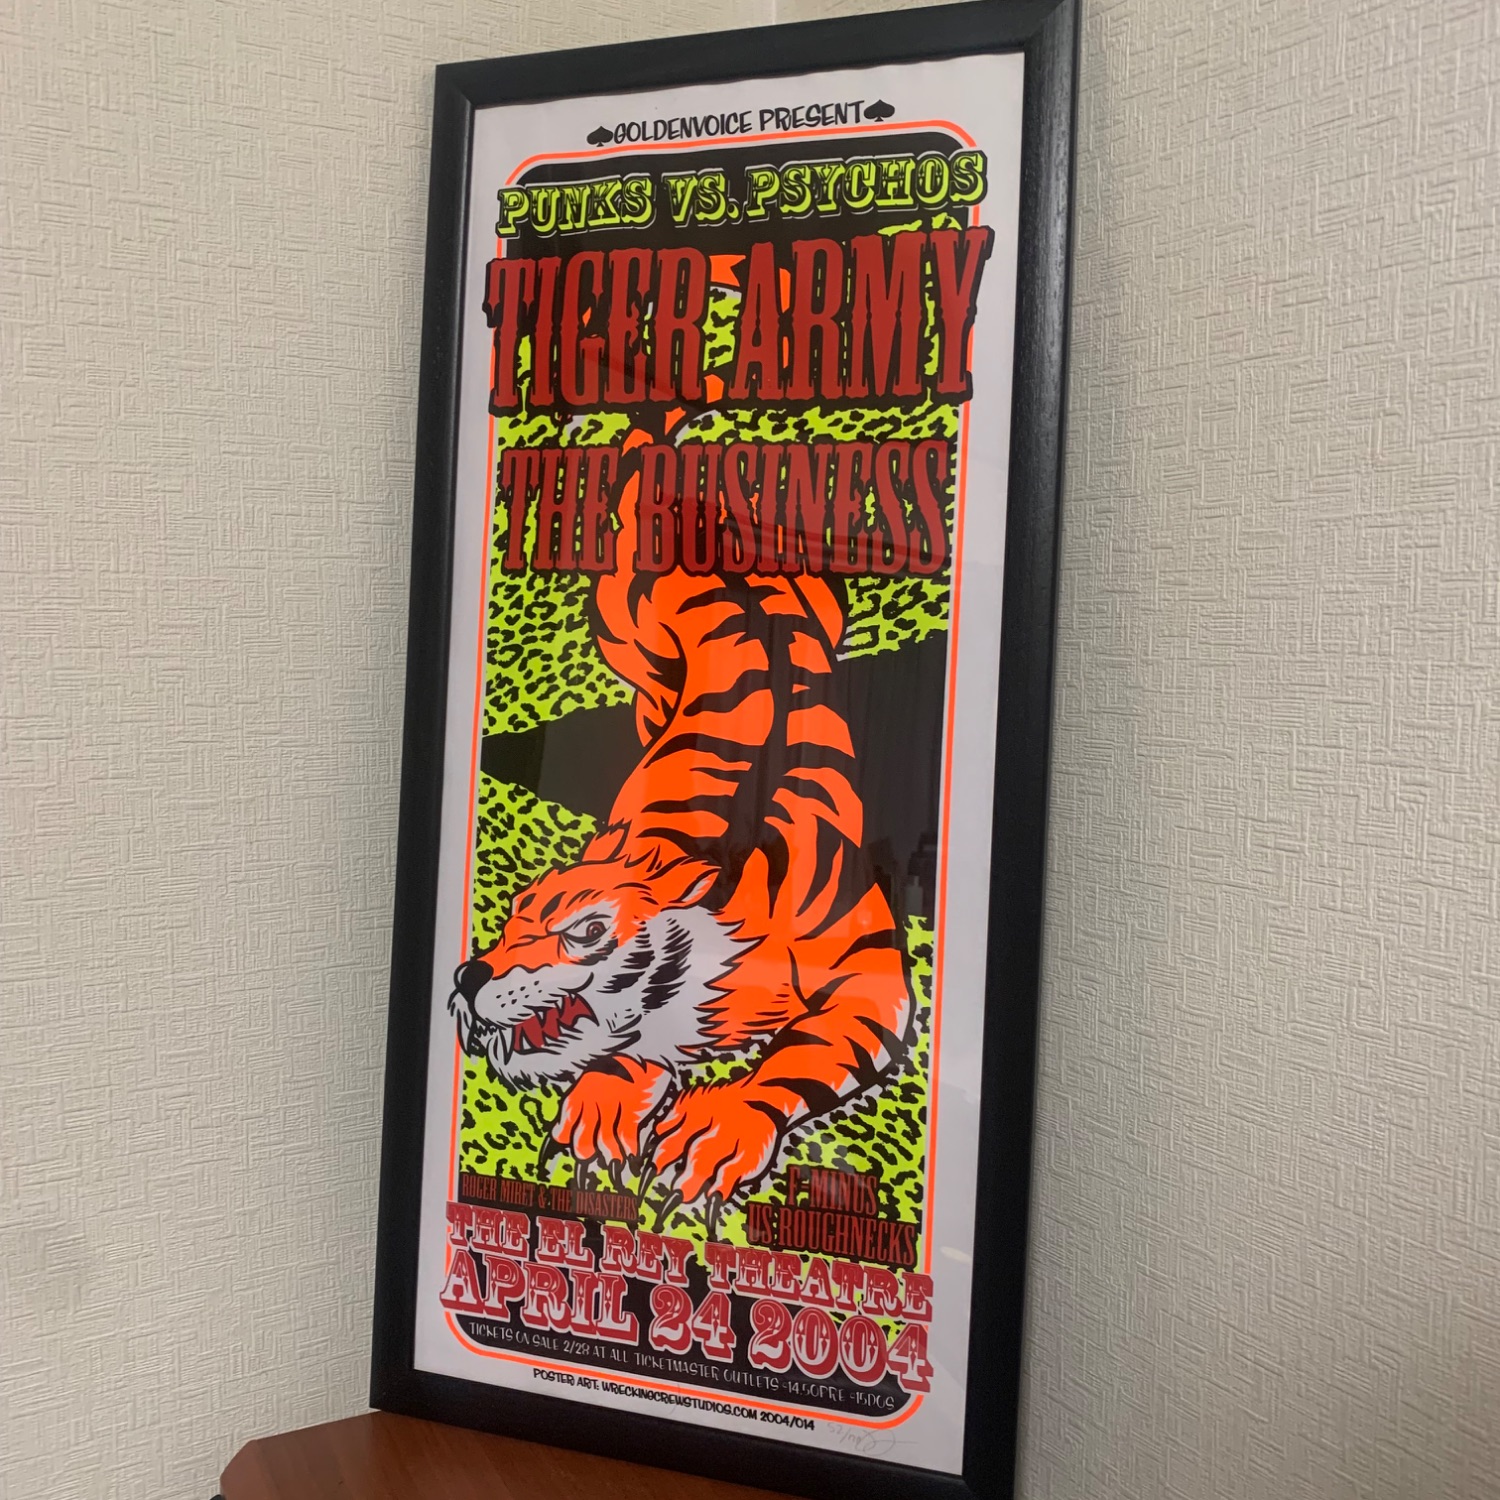 GOLDENVOICE PRESENT
PUNKS VS. PSYCHOS
TIGER ARMY
THE BUSINESS
ROGER MIRET & THE DISASTERS
F-MINUS
US ROUGHNECKS
THE EL REY THEATRE
APRIL 24 2004
TICKETS ON SALE 2/28 AT ALL TICKETMASTER OUTLETS -14.50PRE -15DOS
POSTER ART: WRECKINGCREWSTUDIOS.COM 2004/014